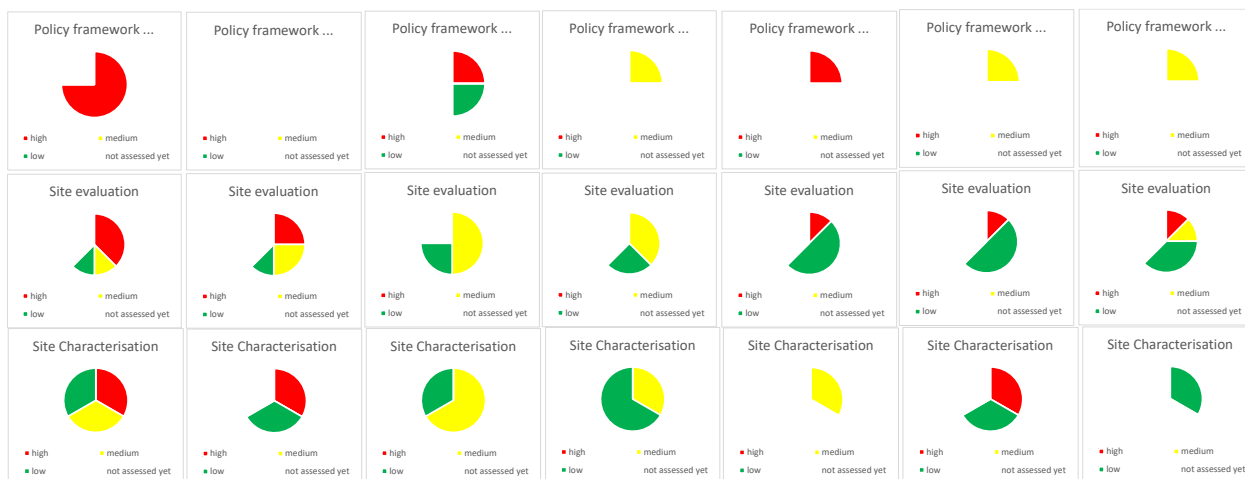 Policy framework ...
high medium
low not assessed yet
Policy framework ...
high medium
low not assessed yet
Policy framework ...
high medium
low not assessed yet
Policy framework ...
high medium
low not assessed yet
Policy framework ...
high medium
low not assessed yet
Policy framework ...
high medium
low not assessed yet
Policy framework ...
high medium
low not assessed yet
Site evaluation
high medium
low not assessed yet
Site evaluation
high medium
low not assessed yet
Site evaluation
high medium
low not assessed yet
Site evaluation
high medium
low not assessed yet
Site evaluation
high medium
low not assessed yet
Site evaluation
high medium
low not assessed yet
Site evaluation
high medium
low not assessed yet
Site Characterisation
high medium
low not assessed yet
Site Characterisation
high medium
low not assessed yet
Site Characterisation
high medium
low not assessed yet
Site Characterisation
high medium
low not assessed yet
Site Characterisation
high medium
low not assessed yet
Site Characterisation
high medium
low not assessed yet
Site Characterisation
high medium
low not assessed yet